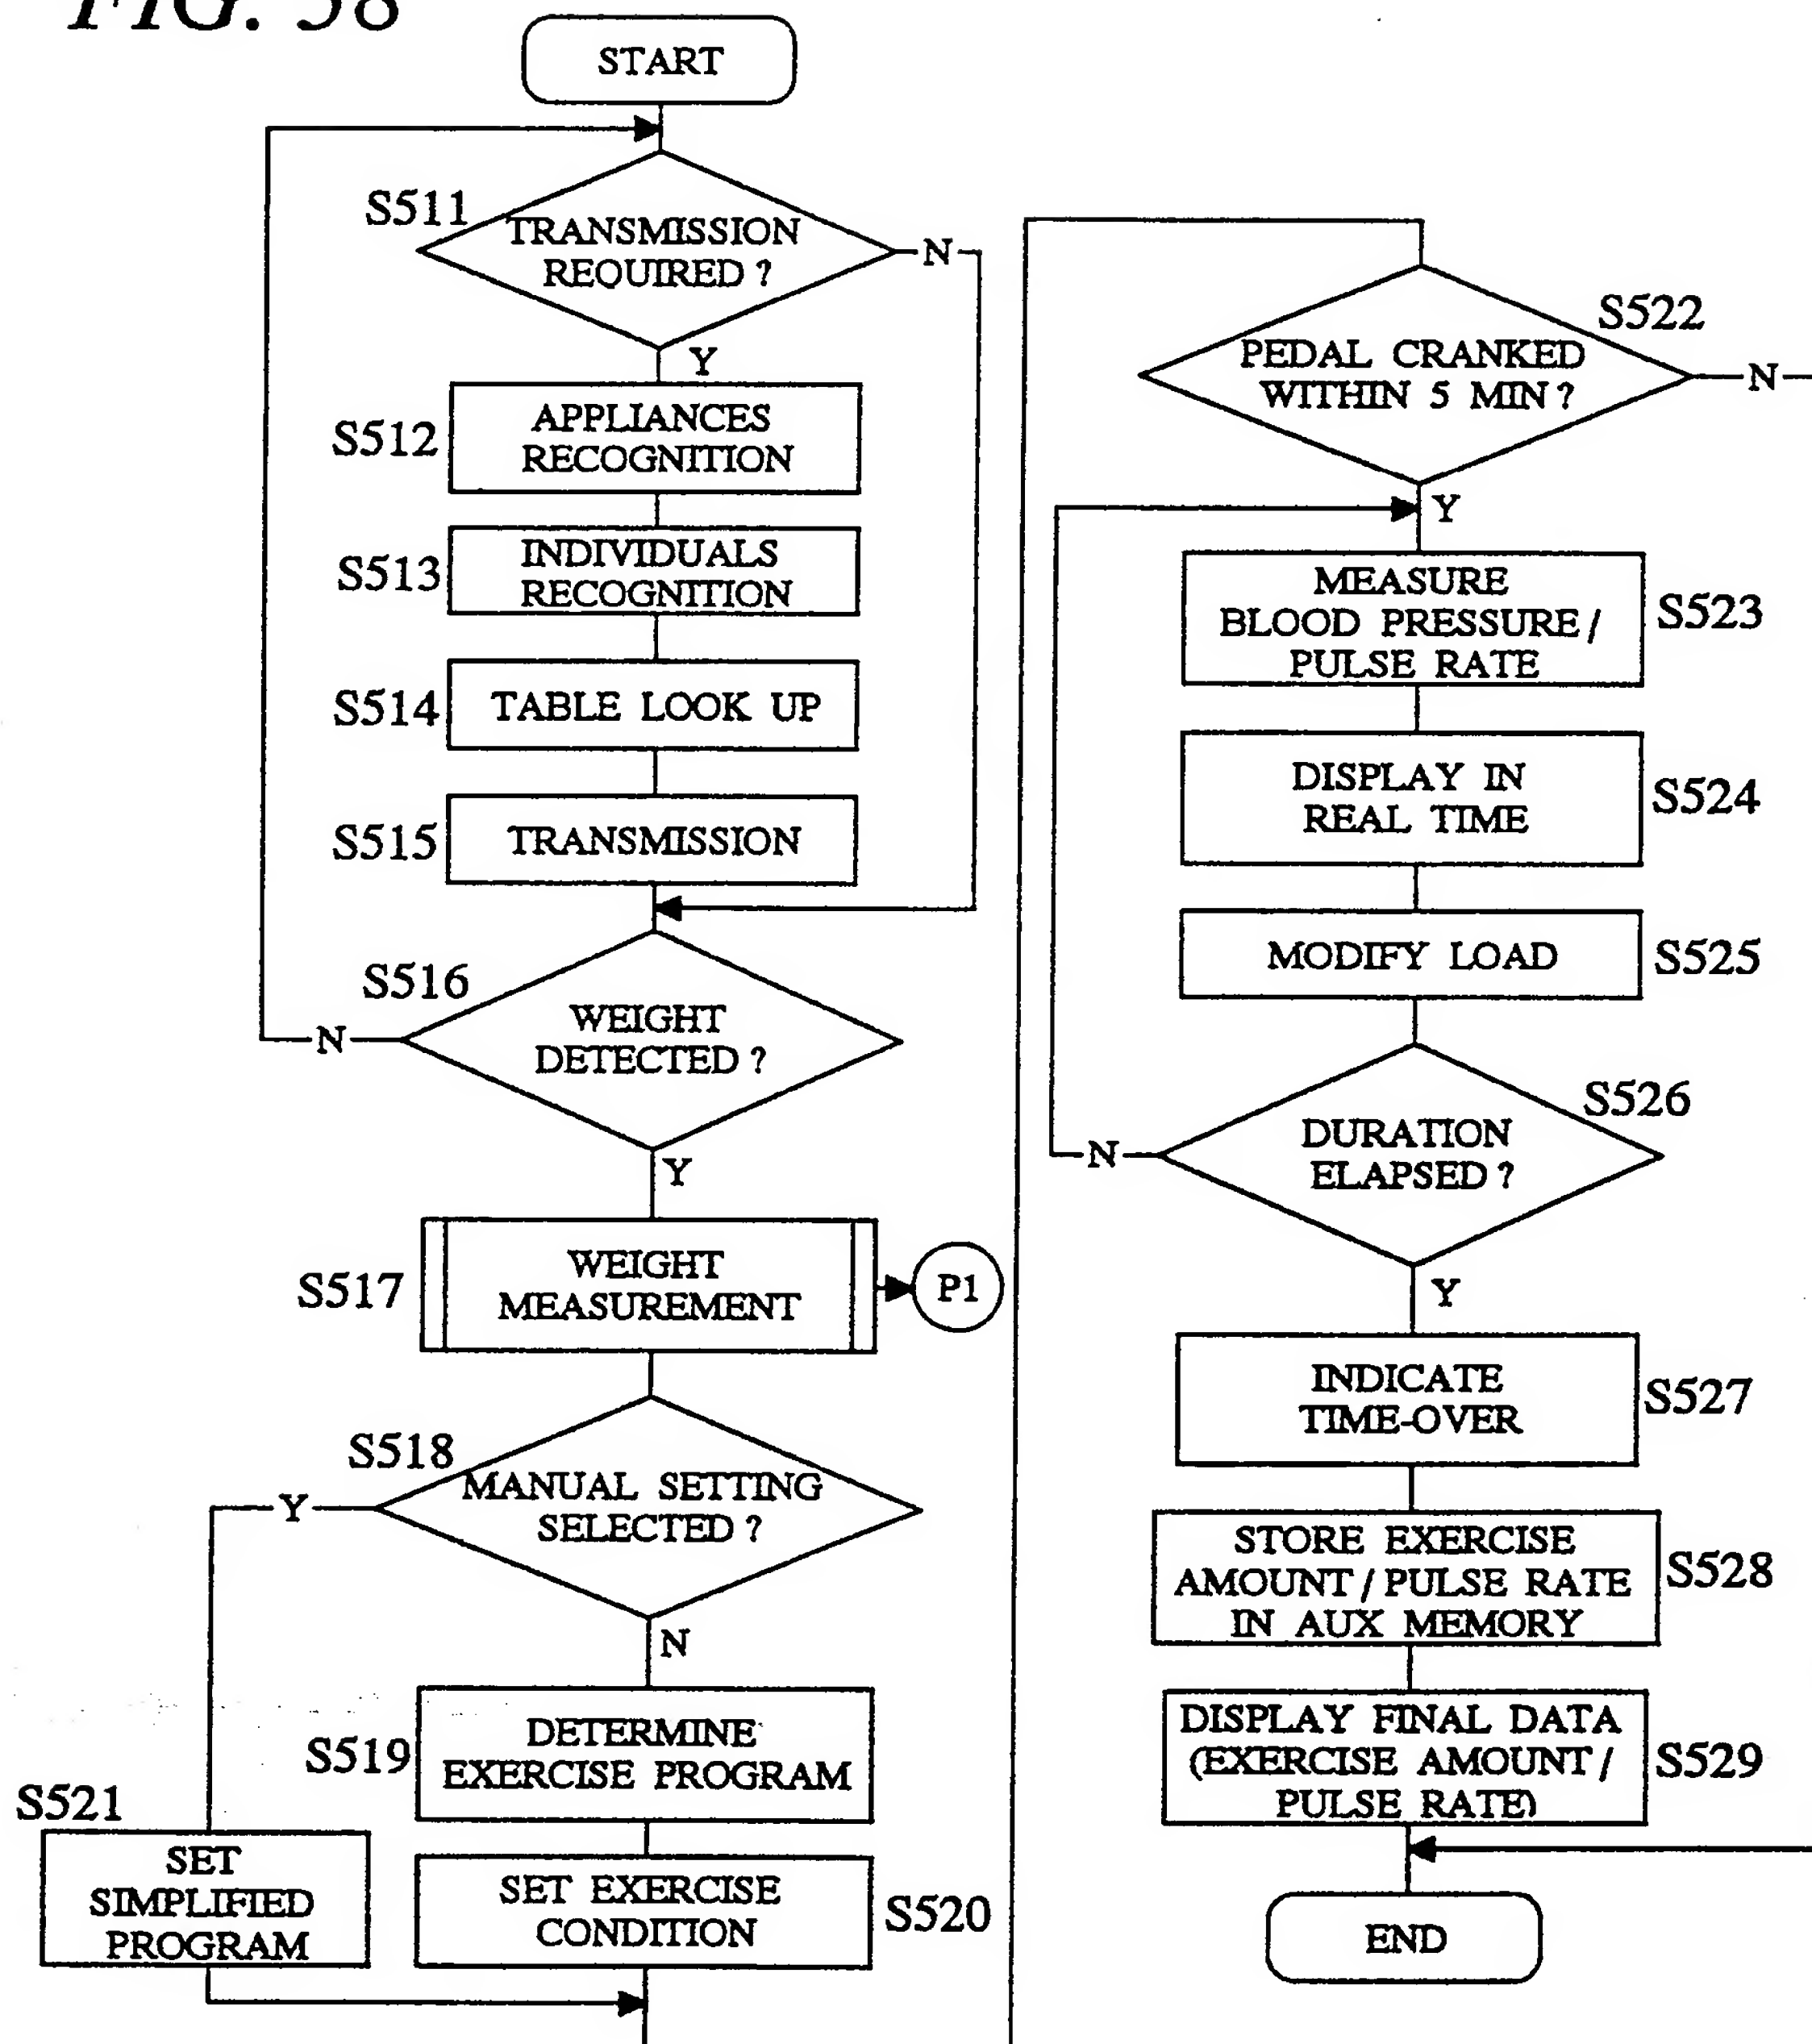 FIG. 58
START
S511
TRANSMISSION
REQUIRED ?
N
Y
S512
APPLIANCES
RECOGNITION
S513
INDIVIDUALS
RECOGNITION
S514
TABLE LOOK UP
S515
TRANSMISSION
S516
WEIGHT
DETECTED ?
N
Y
S517
WEIGHT
MEASUREMENT
P1
S518
MANUAL SETTING
SELECTED ?
Y
N
S519
DETERMINE
EXERCISE PROGRAM
S521
SET
SIMPLIFIED
PROGRAM
SET EXERCISE
CONDITION
S520
S522
PEDAL CRANKED
WITHIN 5 MIN ?
N
Y
MEASURE
BLOOD PRESSURE /
PULSE RATE
S523
DISPLAY IN
REAL TIME
S524
MODIFY LOAD
S525
S526
DURATION
ELAPSED ?
N
Y
INDICATE
TIME-OVER
S527
STORE EXERCISE
AMOUNT / PULSE RATE
IN AUX MEMORY
S528
DISPLAY FINAL DATA
(EXERCISE AMOUNT /
PULSE RATE)
S529
END